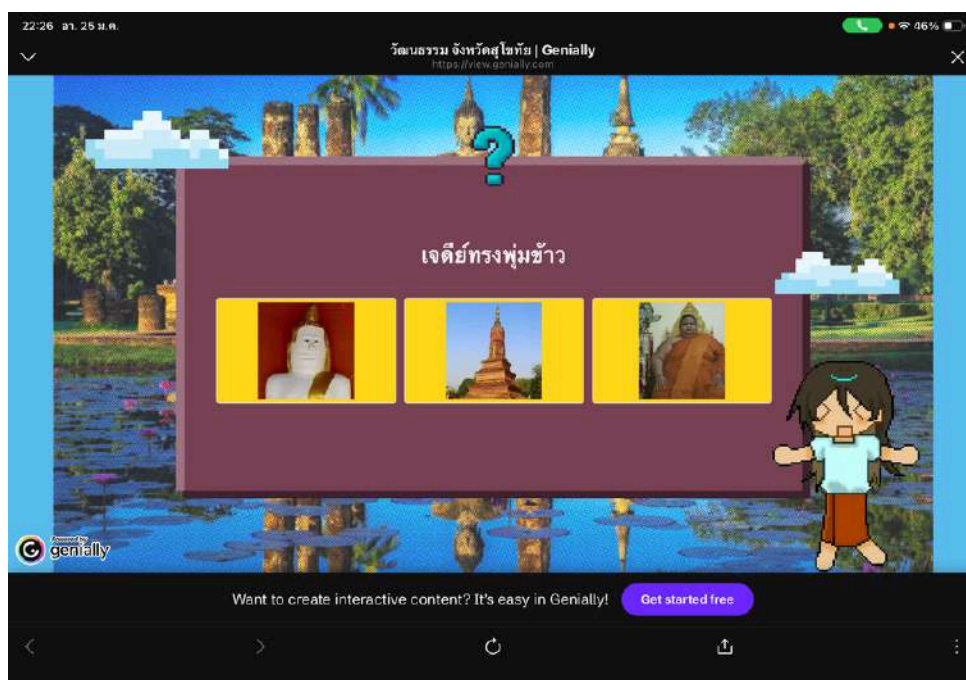 22:26 อา. 25 ม.ค.
46%
วัฒนธรรม จังหวัดสุโขทัย | Genially
https://view.genially.com
?
เจดีย์ทรงพุ่มข้าว
Powered by
genially
Want to create interactive content? It's easy in Genially!
Get started free